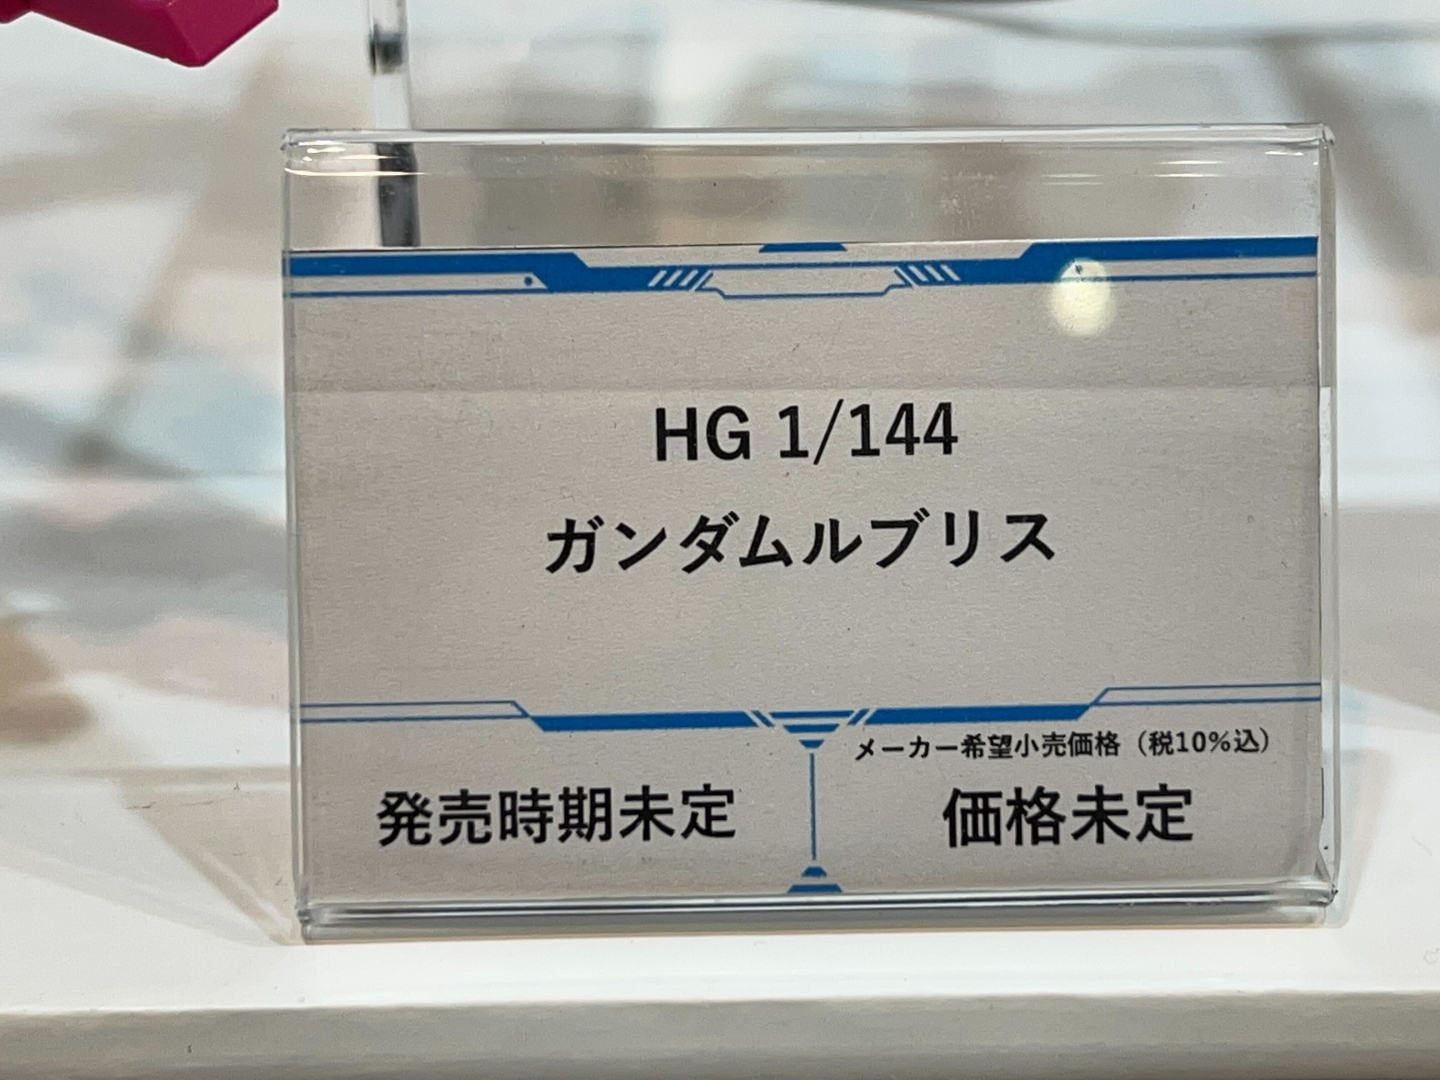 HG 1/144
ガンダムルブリス
メーカー希望小売価格（税10%込）
発売時期未定
価格未定